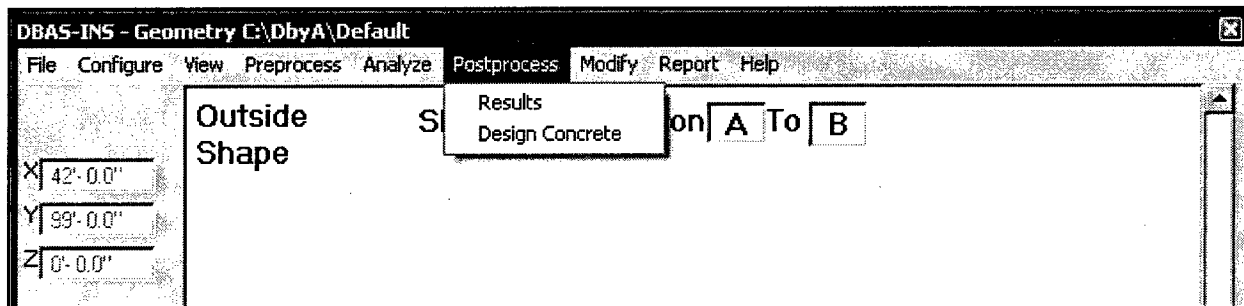 DBAS-INS - Geometry C:\DbyA\Default
File Configure View Preprocess Analyze Postprocess Modify Report Help
Results
Design Concrete
Outside on A To B
Shape
X 42'- 0.0"
Y 99'- 0.0"
Z 0'- 0.0"